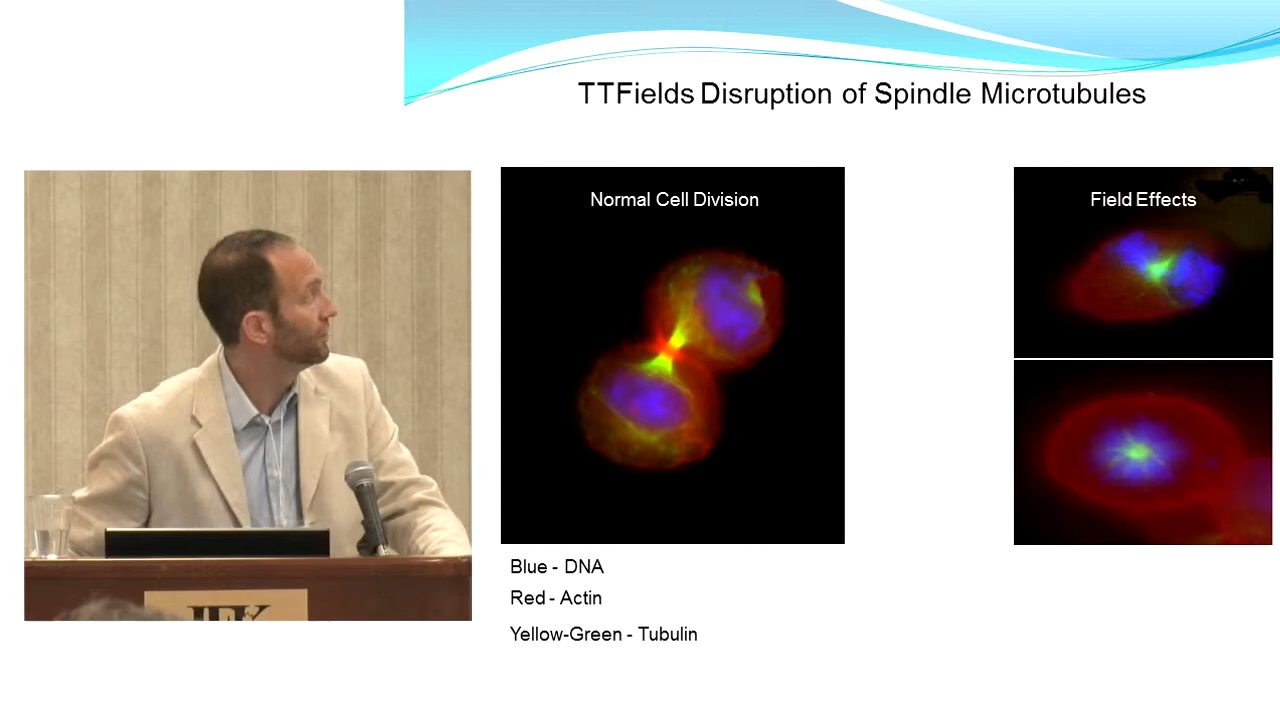 TTFields Disruption of Spindle Microtubules
Normal Cell Division
Field Effects
Blue - DNA
Red - Actin
Yellow-Green - Tubulin